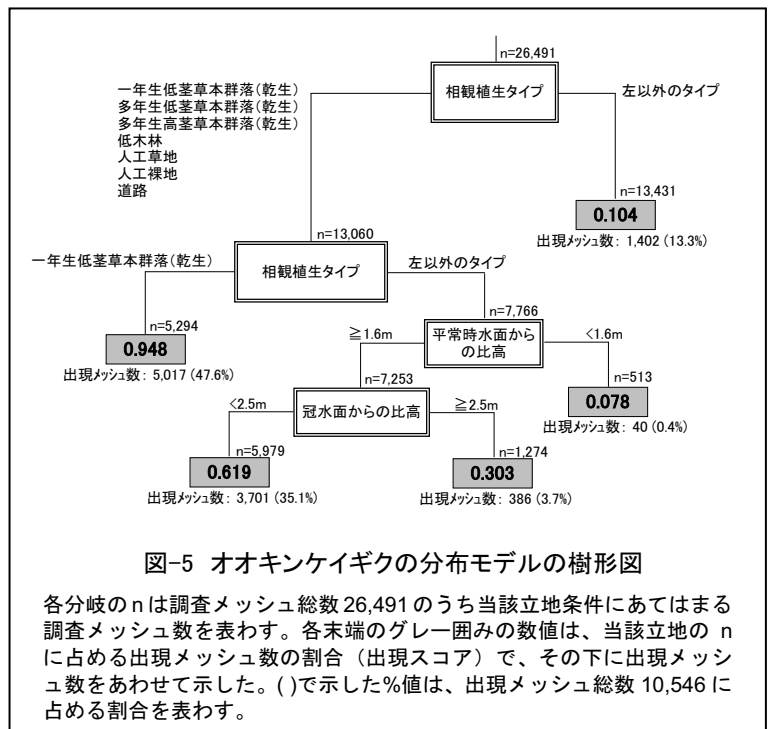 n=26,491
相観植生タイプ
一年生低茎草本群落(乾生)
多年生低茎草本群落(乾生)
多年生高茎草本群落(乾生)
低木林
人工草地
人工裸地
道路
左以外のタイプ
n=13,431
0.104
出現メッシュ数: 1,402 (13.3%)
n=13,060
相観植生タイプ
一年生低茎草本群落(乾生)
左以外のタイプ
n=5,294
0.948
出現メッシュ数: 5,017 (47.6%)
n=7,766
平常時水面から
の比高
≧1.6m
<1.6m
n=513
0.078
出現メッシュ数: 40 (0.4%)
n=7,253
冠水面からの比高
<2.5m
≧2.5m
n=5,979
0.619
出現メッシュ数: 3,701 (35.1%)
n=1,274
0.303
出現メッシュ数: 386 (3.7%)
図-5 オオキンケイギクの分布モデルの樹形図
各分岐のnは調査メッシュ総数 26,491 のうち当該立地条件にあてはまる
調査メッシュ数を表わす。各末端のグレー囲みの数値は、当該立地の n
に占める出現メッシュ数の割合(出現スコア)で、その下に出現メッシ
ュ数をあわせて示した。( )で示した%値は、出現メッシュ総数 10,546 に
占める割合を表わす。